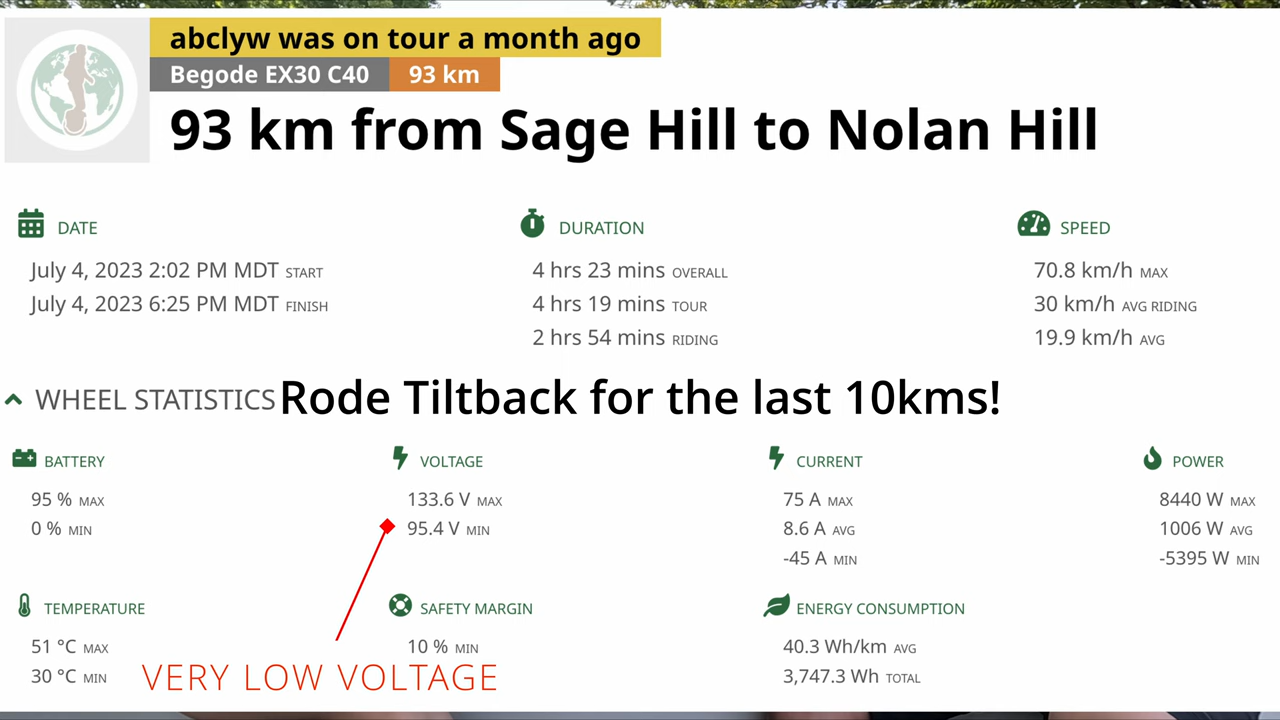 abclyw was on tour a month ago
Begode EX30 C40 93 km
93 km from Sage Hill to Nolan Hill
DATE
July 4, 2023 2:02 PM MDT START
July 4, 2023 6:25 PM MDT FINISH
DURATION
4 hrs 23 mins OVERALL
4 hrs 19 mins TOUR
2 hrs 54 mins RIDING
SPEED
70.8 km/h MAX
30 km/h AVG RIDING
19.9 km/h AVG
WHEEL STATISTICS
Rode Tiltback for the last 10kms!
BATTERY
95 % MAX
0 % MIN
VOLTAGE
133.6 V MAX
95.4 V MIN
CURRENT
75 A MAX
8.6 A AVG
-45 A MIN
POWER
8440 W MAX
1006 W AVG
-5395 W MIN
TEMPERATURE
51 °C MAX
30 °C MIN
SAFETY MARGIN
10 % MIN
VERY LOW VOLTAGE
ENERGY CONSUMPTION
40.3 Wh/km AVG
3,747.3 Wh TOTAL